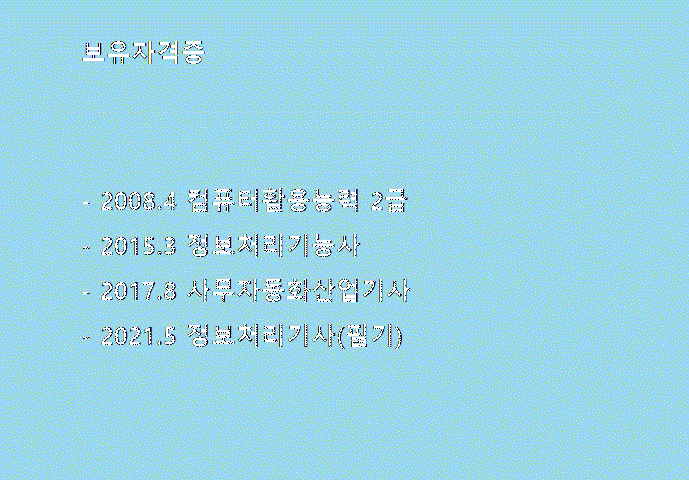 보유자격증
- 2008.4 컴퓨터활용능력 2급
- 2015.3 정보처리기능사
- 2017.8 사무자동화산업기사
- 2021.5 정보처리기사(필기)